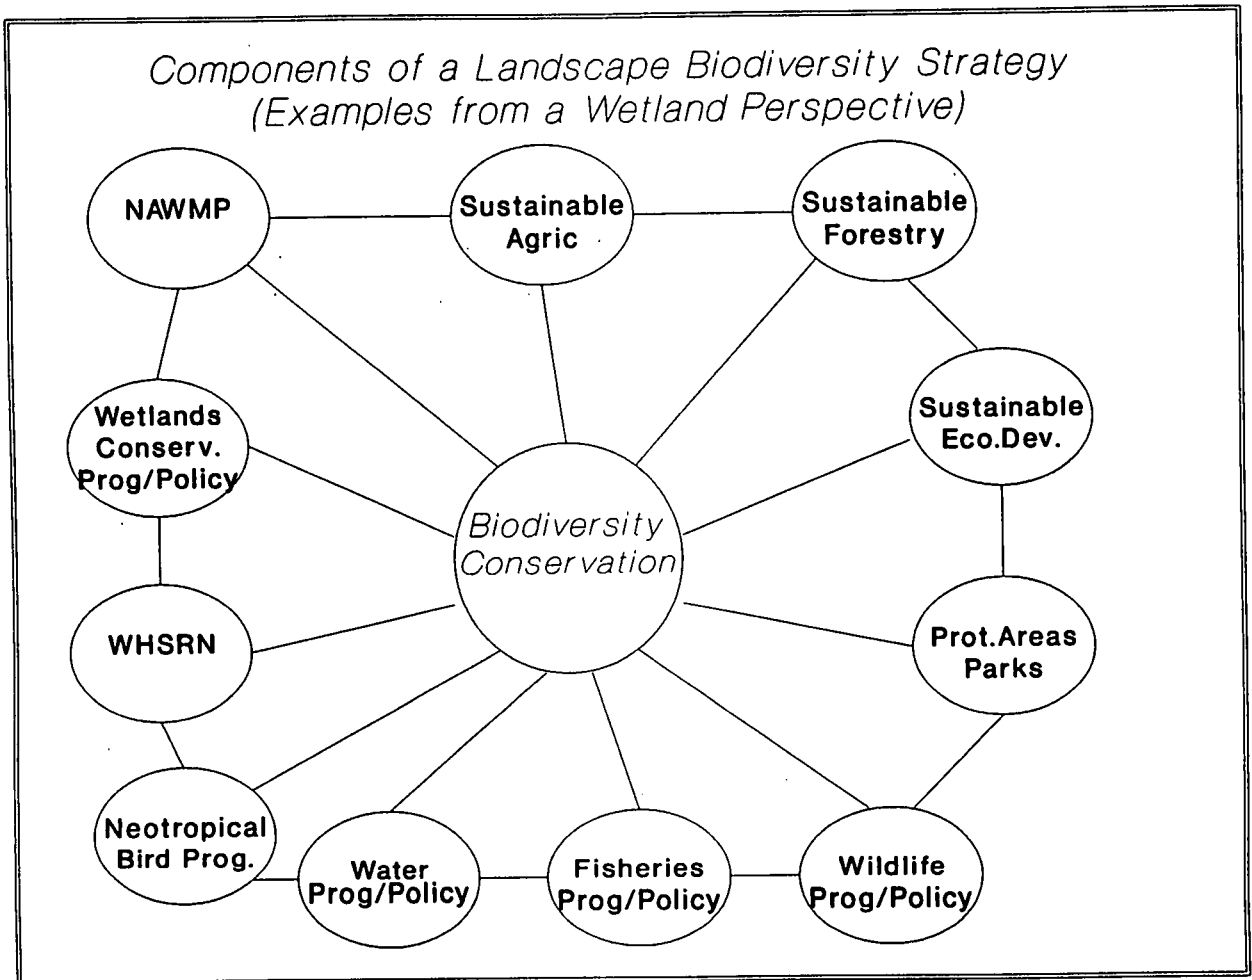 Components of a Landscape Biodiversity Strategy
(Examples from a Wetland Perspective)
NAWMP
Sustainable
Agric
Sustainable
Forestry
Wetlands
Conserv.
Prog/Policy
Sustainable
Eco.Dev.
Biodiversity
Conservation
WHSRN
Prot.Areas
Parks
Neotropical
Bird Prog.
Water
Prog/Policy
Fisheries
Prog/Policy
Wildlife
Prog/Policy